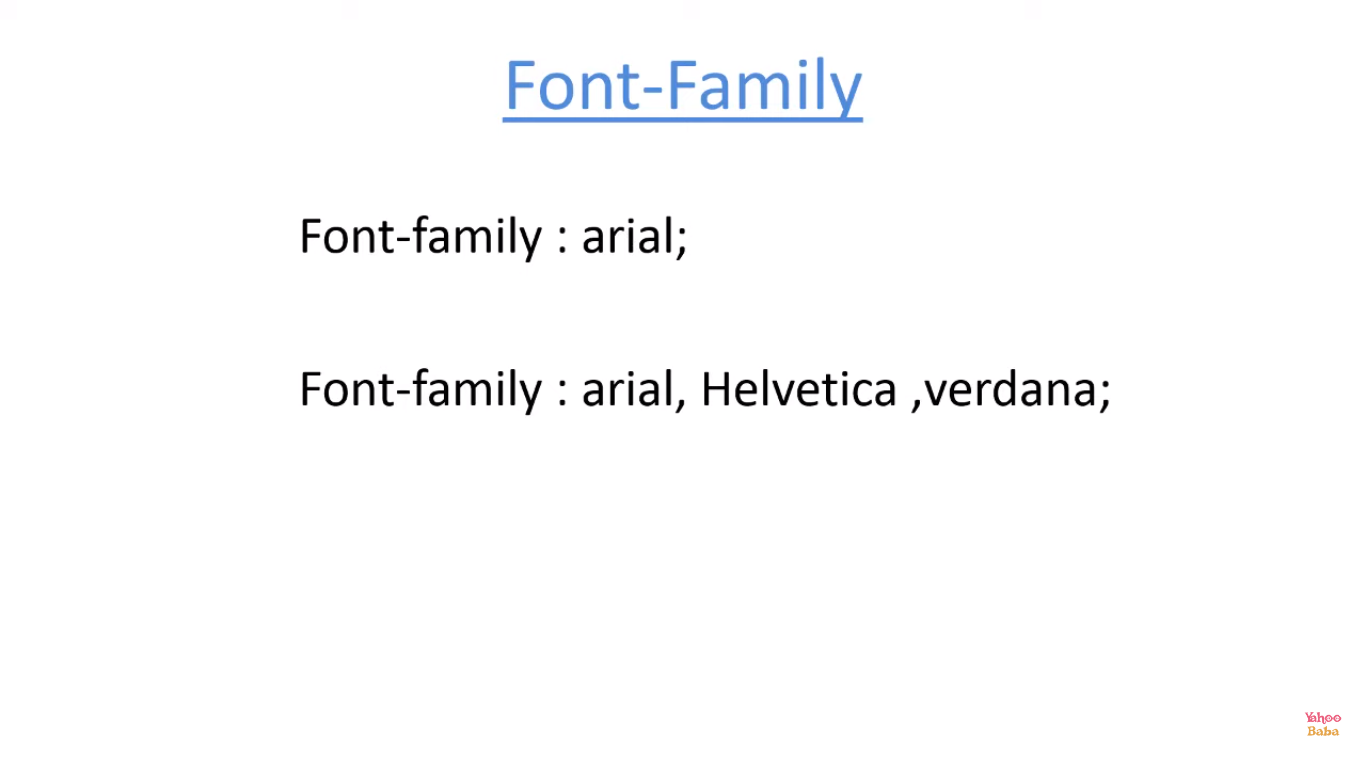 Font-Family
Font-family : arial;
Font-family : arial, Helvetica ,verdana;
Yahoo
Baba